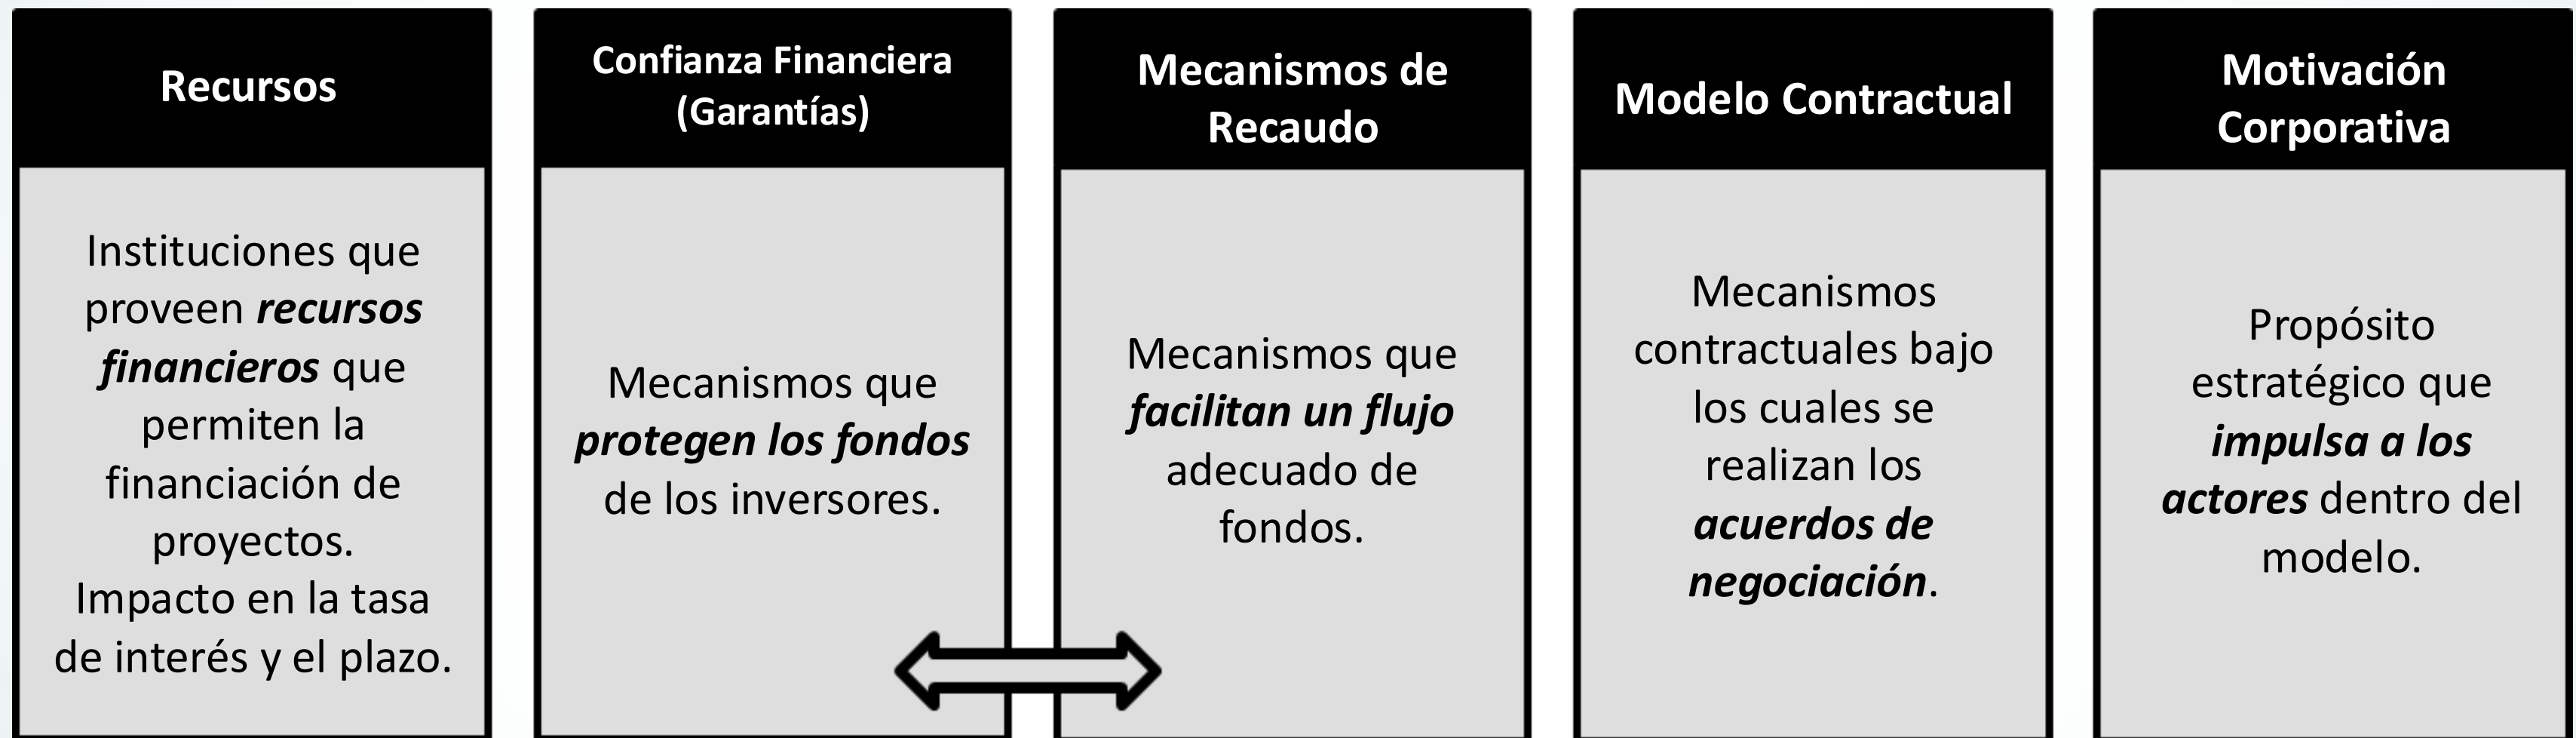 Recursos
Instituciones que
proveen recursos
financieros que
permiten la
financiación de
proyectos.
Impacto en la tasa
de interés y el plazo.
Confianza Financiera
(Garantías)
Mecanismos que
protegen los fondos
de los inversores.
Mecanismos de
Recaudo
Mecanismos que
facilitan un flujo
adecuado de
fondos.
Modelo Contractual
Mecanismos
contractuales bajo
los cuales se
realizan los
acuerdos de
negociación.
Motivación
Corporativa
Propósito
estratégico que
impulsa a los
actores dentro del
modelo.